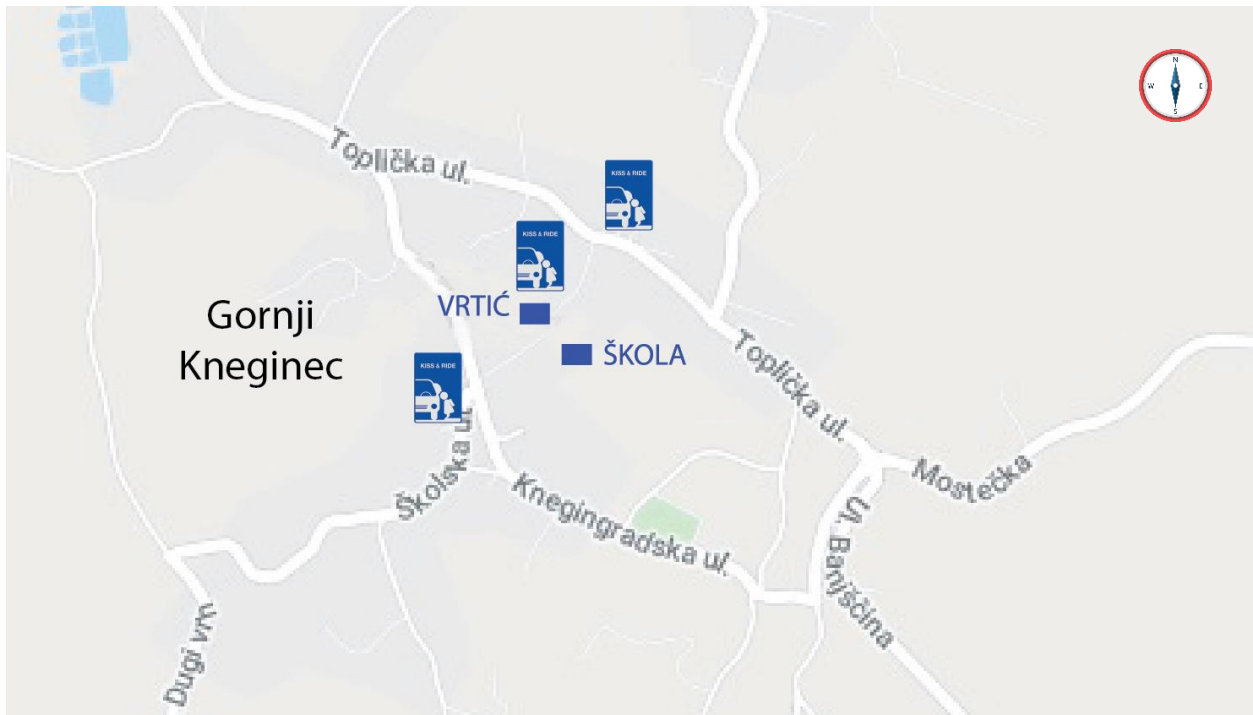 N
W
E
S
Toplička ul.
KISS & RIDE
KISS & RIDE
VRTIĆ
Gornji
Kneginec
ŠKOLA
Toplička ul.
KISS & RIDE
Školska ul.
Mostečka
Knegingradska ul.
Ul. Banjščina
Dugi vrh